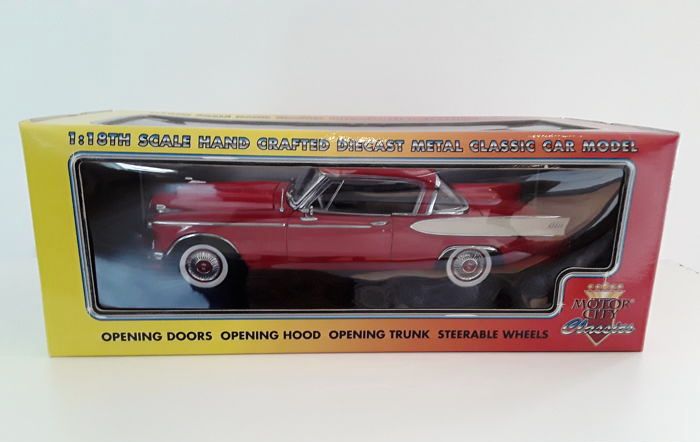 1:18TH SCALE HAND CRAFTED DIECAST METAL CLASSIC CAR MODEL
MOTOR
CITY
Classics
OPENING DOORS OPENING HOOD OPENING TRUNK STEERABLE WHEELS